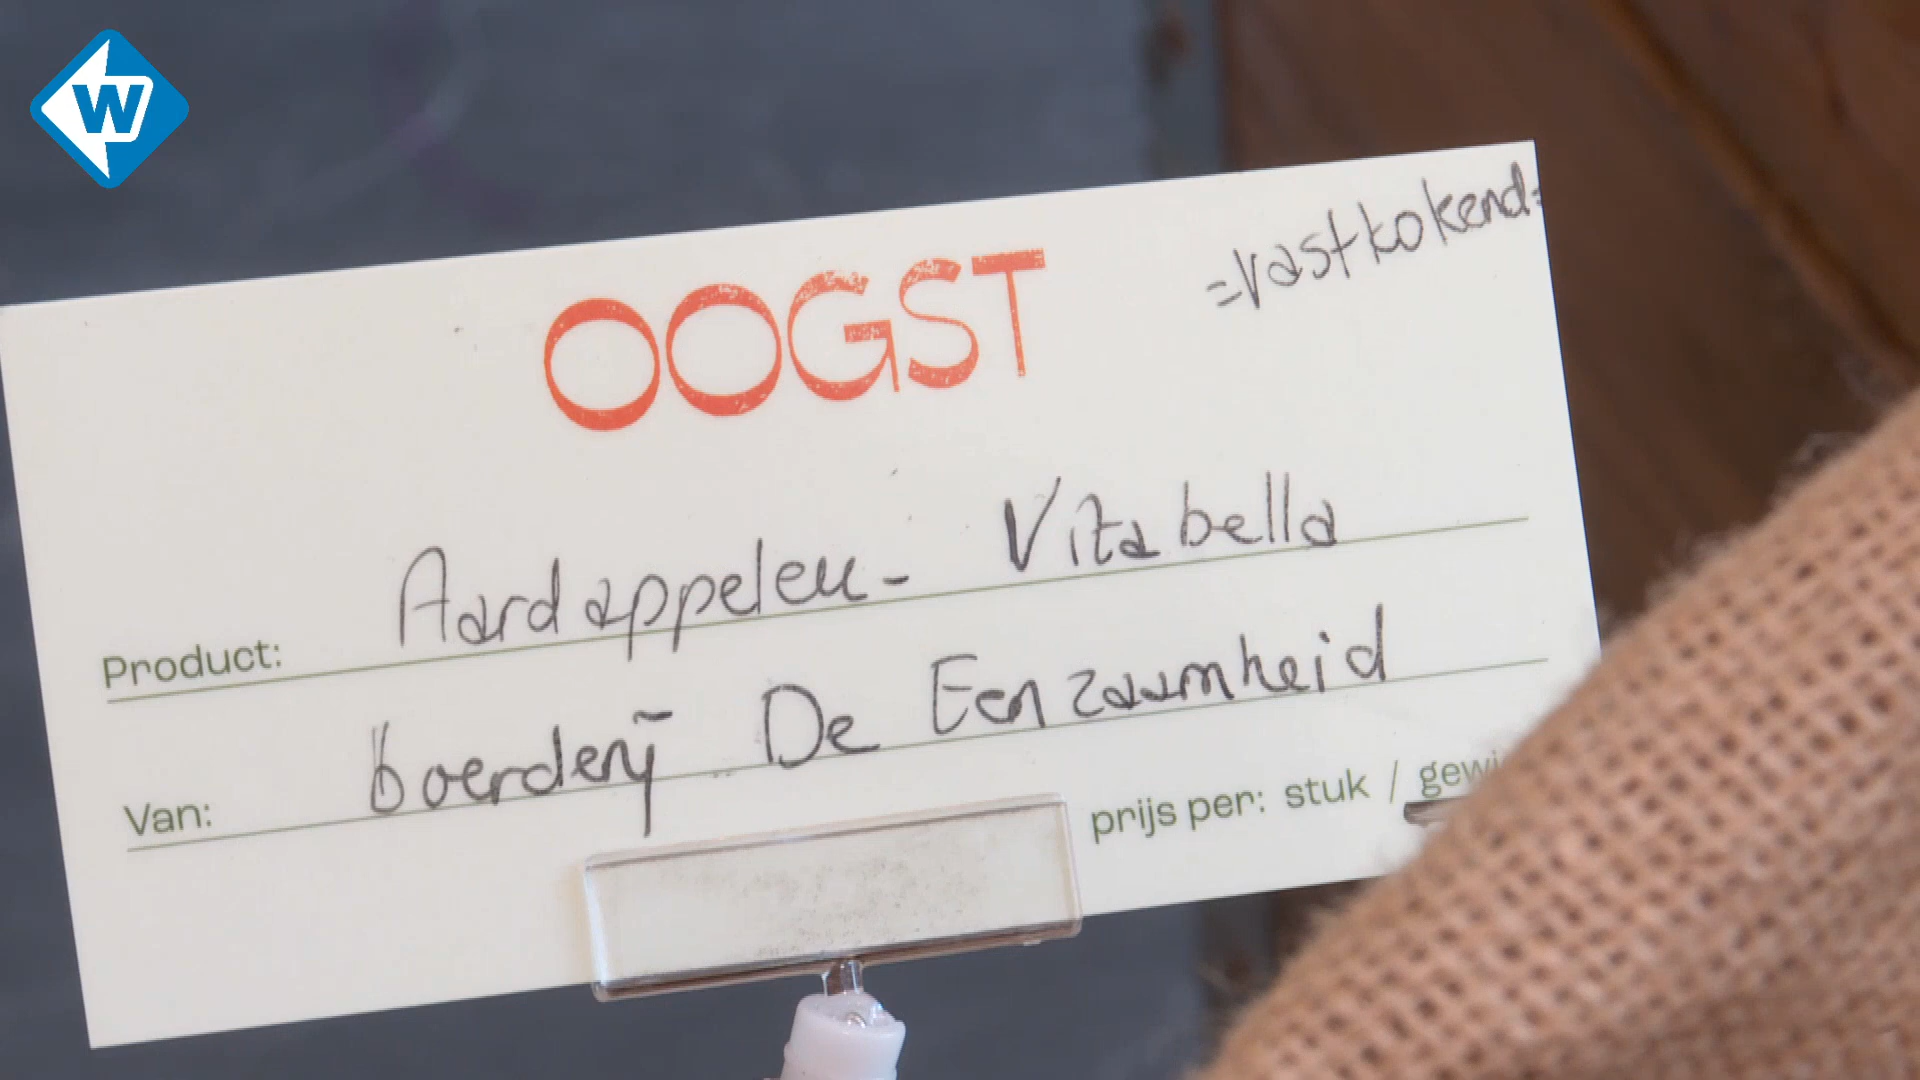 W
=vastkokend=
OOGST
Product: Aardappelen - Vitabella
Van: boerderij De Eenzaamheid
prijs per: stuk /